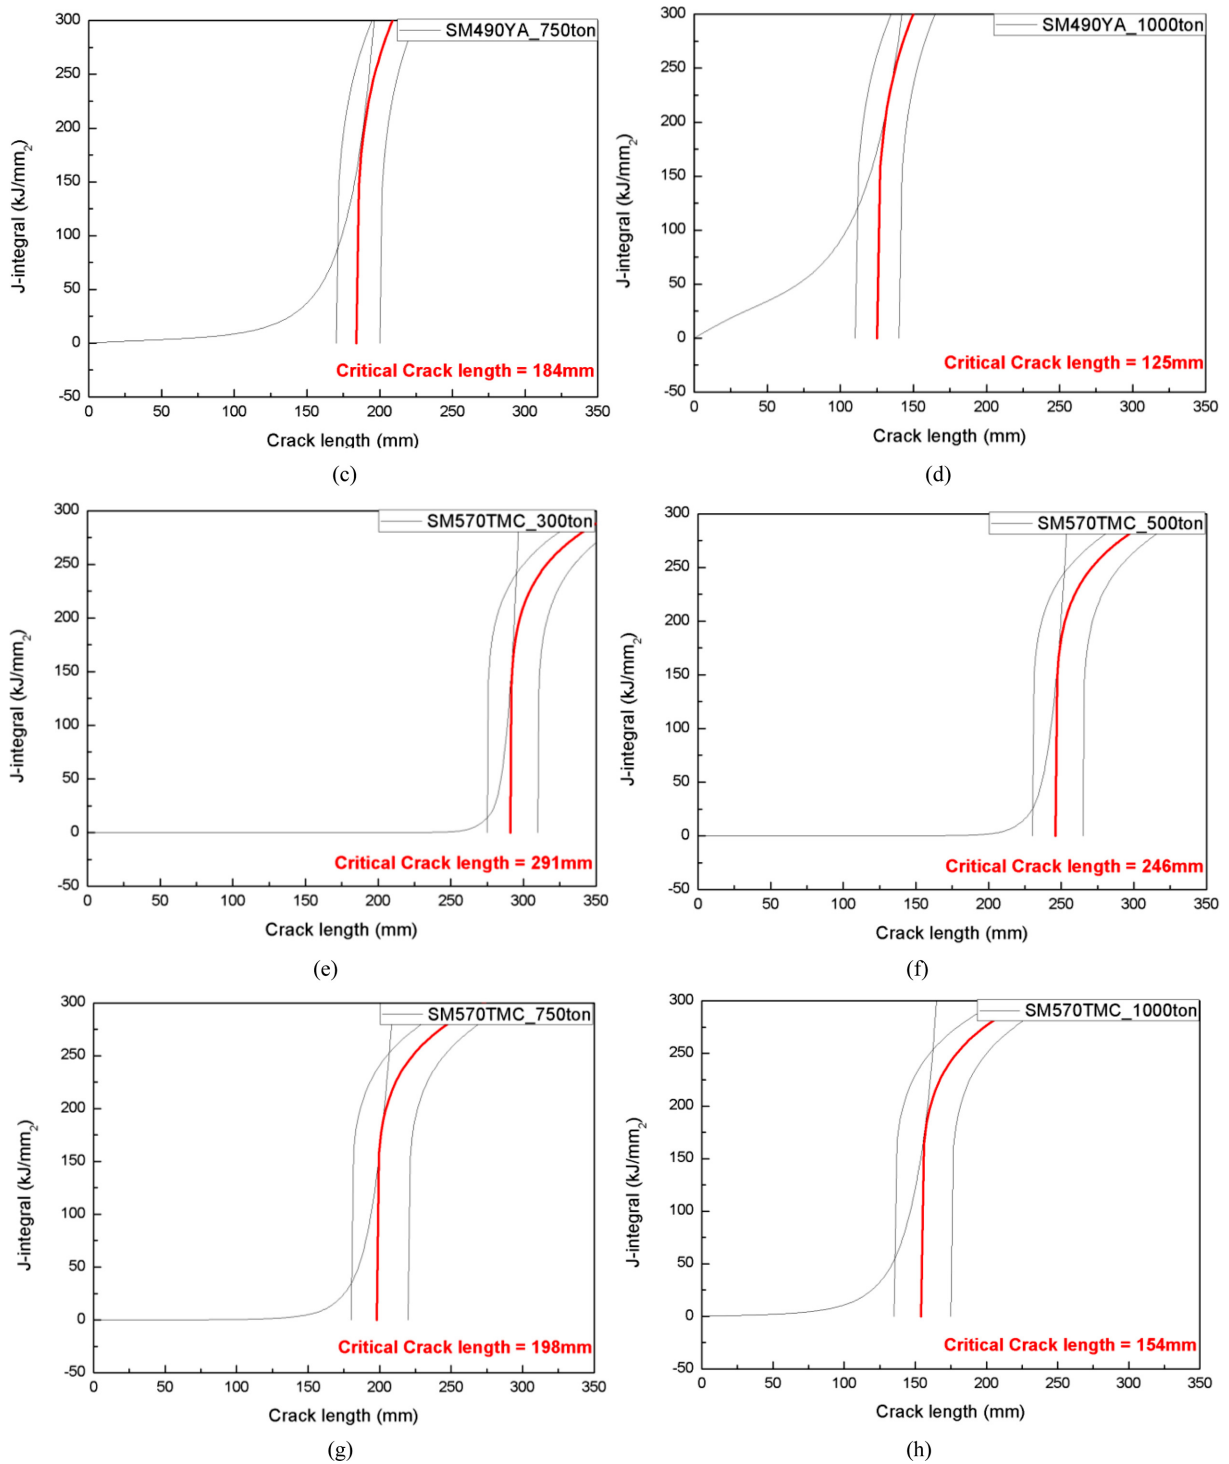 300
250
200
150
100
50
0
-50
J-integral (kJ/mm2)
SM490YA_750ton
Critical Crack length = 184mm
0 50 100 150 200 250 300 350
Crack length (mm)
(c)
300
250
200
150
100
50
0
-50
J-integral (kJ/mm2)
SM490YA_1000ton
Critical Crack length = 125mm
0 50 100 150 200 250 300 350
Crack length (mm)
(d)
300
250
200
150
100
50
0
-50
J-integral (kJ/mm2)
SM570TMC_300ton
Critical Crack length = 291mm
0 50 100 150 200 250 300 350
Crack length (mm)
(e)
300
250
200
150
100
50
0
-50
J-integral (kJ/mm2)
SM570TMC_500ton
Critical Crack length = 246mm
0 50 100 150 200 250 300 350
Crack length (mm)
(f)
300
250
200
150
100
50
0
-50
J-integral (kJ/mm2)
SM570TMC_750ton
Critical Crack length = 198mm
0 50 100 150 200 250 300 350
Crack length (mm)
(g)
300
250
200
150
100
50
0
-50
J-integral (kJ/mm2)
SM570TMC_1000ton
Critical Crack length = 154mm
0 50 100 150 200 250 300 350
Crack length (mm)
(h)